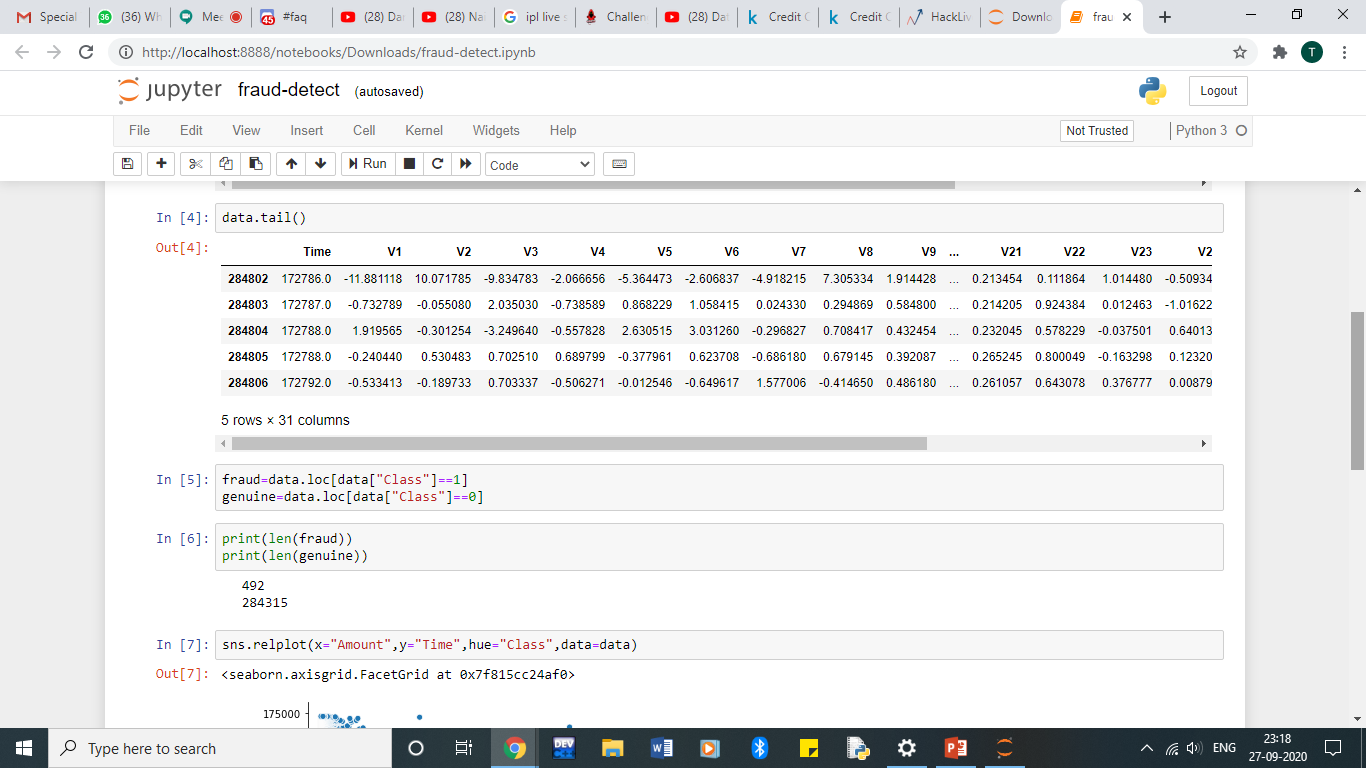 Special
36 (36) Wh
Mee
45 #faq
(28) Da
(28) Nai
ipl live s
Challen
(28) Dat
Credit C
Credit C
HackLiv
Downlo
frau
http://localhost:8888/notebooks/Downloads/fraud-detect.ipynb
T
jupyter fraud-detect (autosaved)
Logout
File Edit View Insert Cell Kernel Widgets Help
Not Trusted
Python 3
Run
Code
In [4]: data.tail()
Out[4]:
Time V1 V2 V3 V4 V5 V6 V7 V8 V9 ... V21 V22 V23 V2
284802 172786.0 -11.881118 10.071785 -9.834783 -2.066656 -5.364473 -2.606837 -4.918215 7.305334 1.914428 ... 0.213454 0.111864 1.014480 -0.50934
284803 172787.0 -0.732789 -0.055080 2.035030 -0.738589 0.868229 1.058415 0.024330 0.294869 0.584800 ... 0.214205 0.924384 0.012463 -1.01622
284804 172788.0 1.919565 -0.301254 -3.249640 -0.557828 2.630515 3.031260 -0.296827 0.708417 0.432454 ... 0.232045 0.578229 -0.037501 0.64013
284805 172788.0 -0.240440 0.530483 0.702510 0.689799 -0.377961 0.623708 -0.686180 0.679145 0.392087 ... 0.265245 0.800049 -0.163298 0.12320
284806 172792.0 -0.533413 -0.189733 0.703337 -0.506271 -0.012546 -0.649617 1.577006 -0.414650 0.486180 ... 0.261057 0.643078 0.376777 0.00879
5 rows × 31 columns
In [5]: fraud=data.loc[data["Class"]==1]
genuine=data.loc[data["Class"]==0]
In [6]: print(len(fraud))
print(len(genuine))
492
284315
In [7]: sns.relplot(x="Amount",y="Time",hue="Class",data=data)
Out[7]: <seaborn.axisgrid.FacetGrid at 0x7f815cc24af0>
175000
Type here to search
DEV
ENG
23:18
27-09-2020